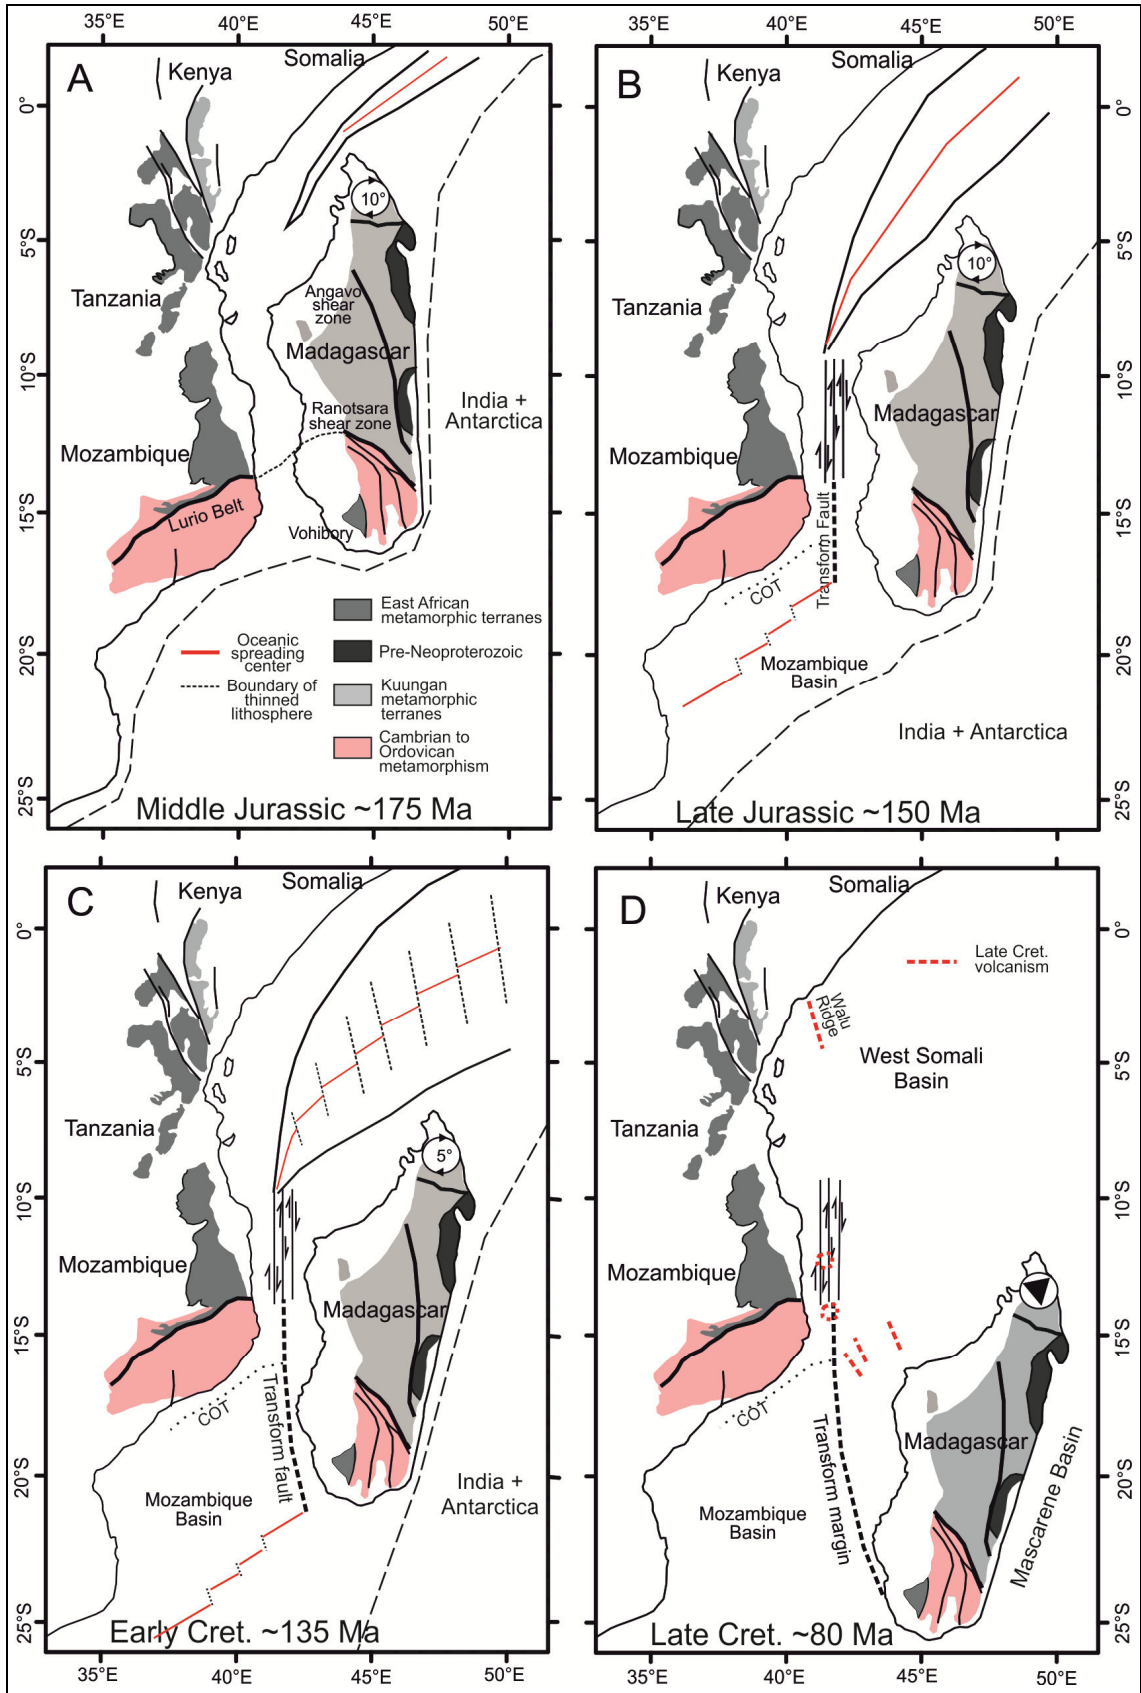 35°E
40°E
45°E
50°E
35°E
40°E
45°E
50°E
A
Kenya
Somalia
0°
10°
5°S
Tanzania
Angavo
shear
zone
Madagascar
10°S
India +
Antarctica
Ranotsara
shear zone
Mozambique
15°S
Lurio Belt
Vohibory
East African
metamorphic terranes
Oceanic
spreading
center
Pre-Neoproterozoic
20°S
Boundary of
thinned
lithosphere
Kuungan
metamorphic
terranes
Cambrian to
Ordovican
metamorphism
25°S
Middle Jurassic ~175 Ma
B
Kenya
Somalia
0°
5°S
10°
Tanzania
10°S
Madagascar
Mozambique
15°S
Transform Fault
COT
Mozambique
Basin
20°S
India + Antarctica
25°S
Late Jurassic ~150 Ma
C
Kenya
Somalia
0°
5°S
Tanzania
5°
10°S
Mozambique
Madagascar
15°S
COT
Transform fault
20°S
India +
Antarctica
Mozambique
Basin
25°S
Early Cret. ~135 Ma
35°E
40°E
45°E
50°E
D
Kenya
Somalia
0°
Late Cret.
volcanism
Walu
Ridge
West Somali
Basin
5°S
Tanzania
10°S
Mozambique
15°S
COT
Transform margin
Madagascar
Mascarene Basin
20°S
Mozambique
Basin
25°S
Late Cret. ~80 Ma
35°E
40°E
45°E
50°E